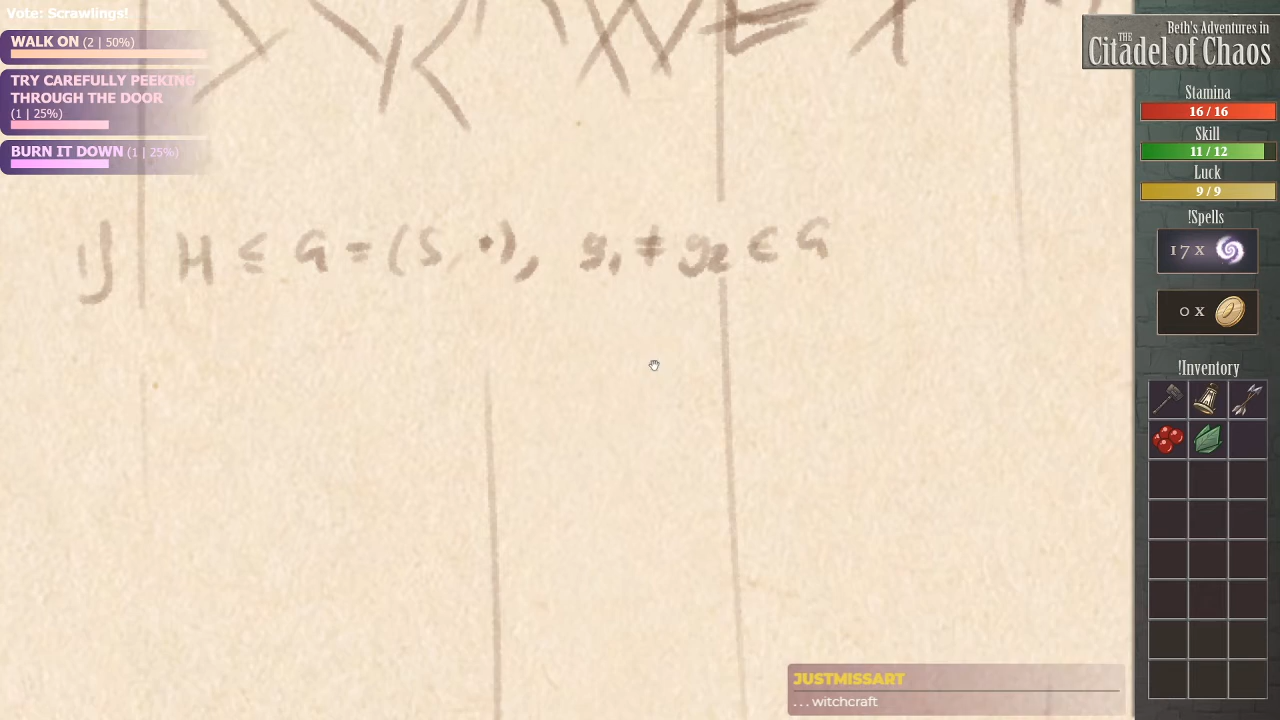 Vote: Scrawlings!
WALK ON (2 | 50%)
TRY CAREFULLY PEEKING
THROUGH THE DOOR
(1 | 25%)
BURN IT DOWN (1 | 25%)
if H ≤ G = (S, •), g₁ ≠ g₂ ∈ G
Beth's Adventures in
THE
Citadel of Chaos
Stamina
16 / 16
Skill
11 / 12
Luck
9 / 9
!Spells
17 x
0 x
!Inventory
JUSTMISSART
. . . witchcraft